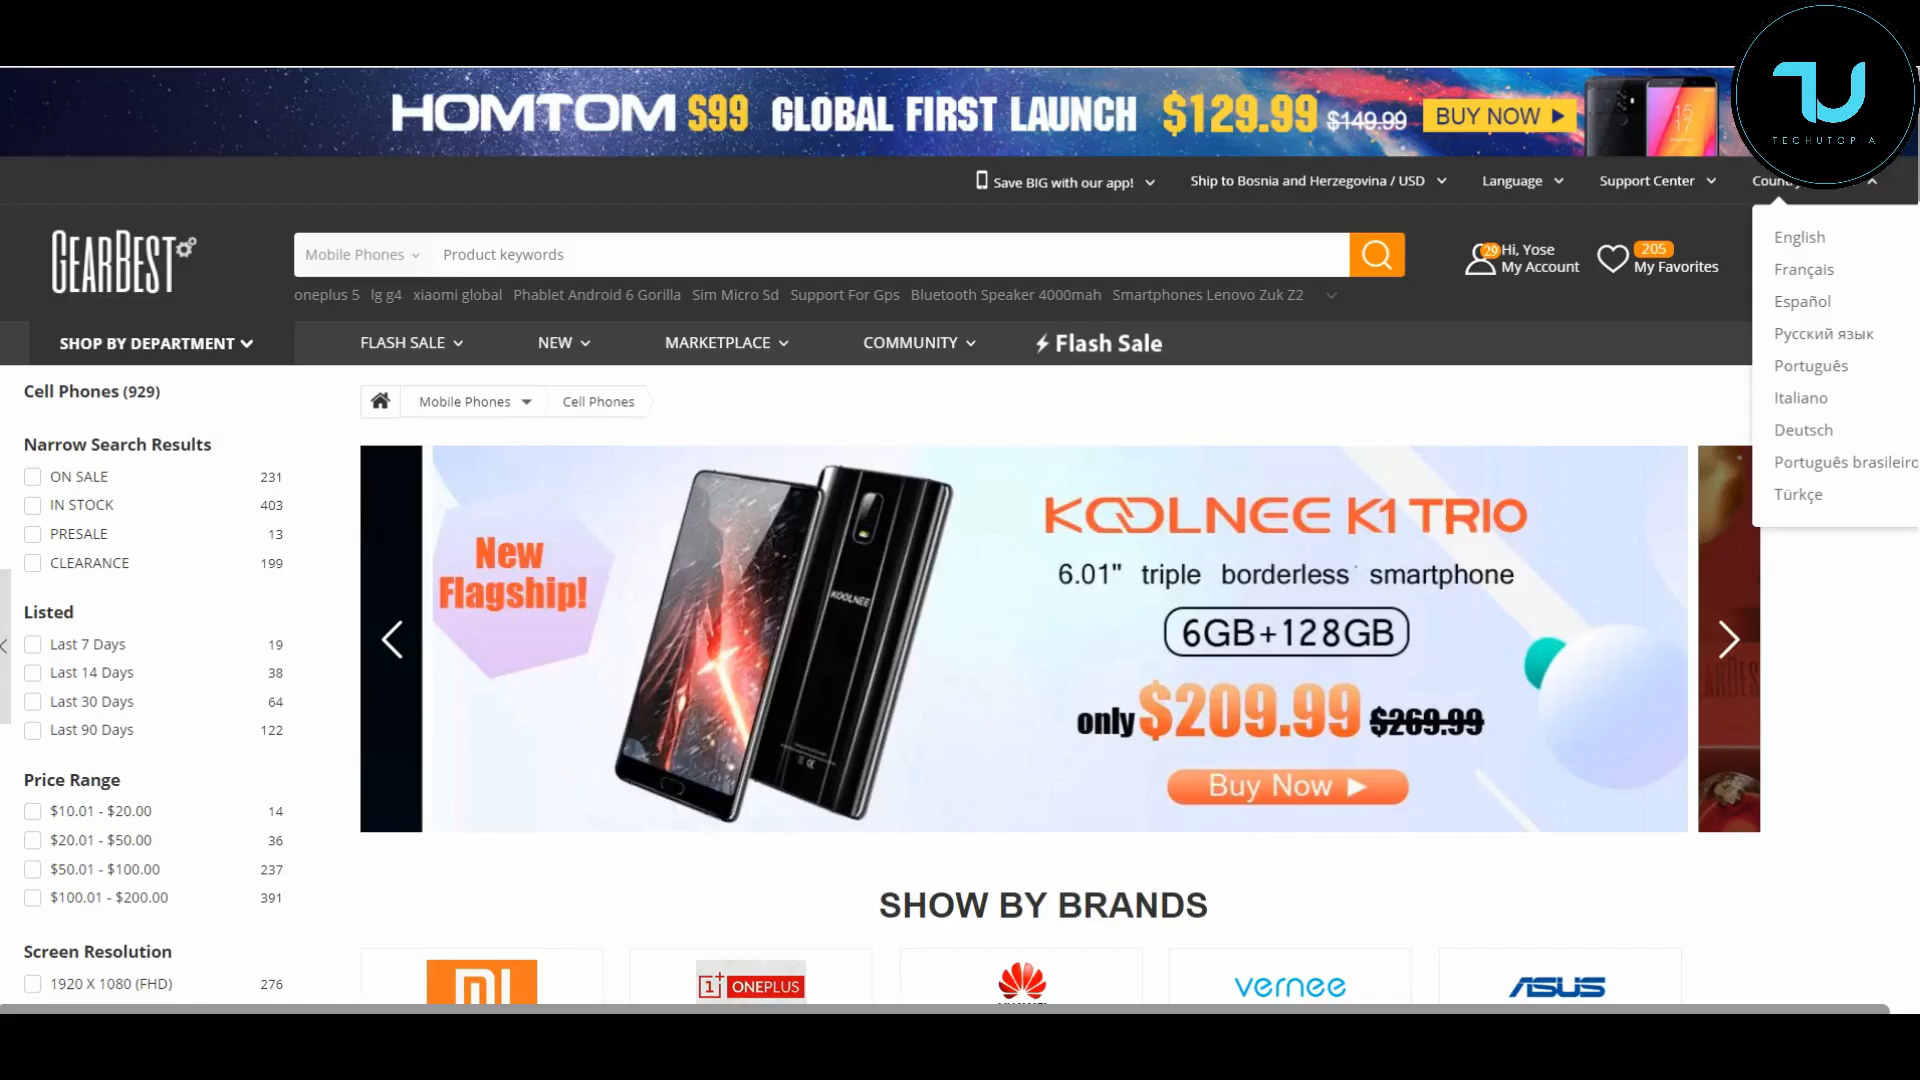 HOMTOM S99 GLOBAL FIRST LAUNCH $129.99 $149.99 BUY NOW
TECHUTOPIA
Save BIG with our app! Ship to Bosnia and Herzegovina / USD Language Support Center
GEARBEST
Mobile Phones Product keywords
Hi, Yose
29
My Account
205
My Favorites
oneplus 5 lg g4 xiaomi global Phablet Android 6 Gorilla Sim Micro Sd Support For Gps Bluetooth Speaker 4000mah Smartphones Lenovo Zuk Z2
English
Français
Español
Русский язык
Português
Italiano
Deutsch
Português brasileiro
Türkçe
SHOP BY DEPARTMENT FLASH SALE NEW MARKETPLACE COMMUNITY Flash Sale
Cell Phones (929)
Mobile Phones Cell Phones
Narrow Search Results
ON SALE 231
IN STOCK 403
PRESALE 13
CLEARANCE 199
Listed
Last 7 Days 19
Last 14 Days 38
Last 30 Days 64
Last 90 Days 122
Price Range
$10.01 - $20.00 14
$20.01 - $50.00 36
$50.01 - $100.00 237
$100.01 - $200.00 391
Screen Resolution
1920 X 1080 (FHD) 276
New
Flagship!
KOOLNEE
KOOLNEE K1 TRIO
6.01" triple borderless smartphone
6GB+128GB
only $209.99 $269.99
Buy Now
SHOW BY BRANDS
MI
1+ ONEPLUS
vernee
ASUS